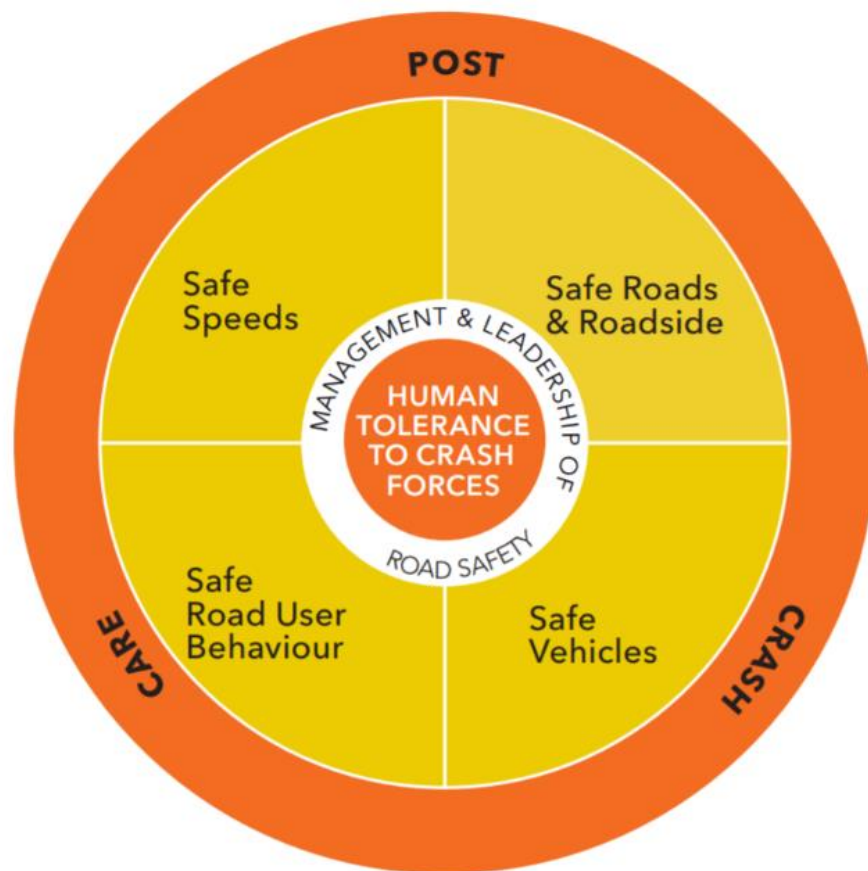 POST
CRASH
CARE
Safe
Speeds
Safe Roads
& Roadside
MANAGEMENT & LEADERSHIP OF
ROAD SAFETY
HUMAN
TOLERANCE
TO CRASH
FORCES
Safe
Road User
Behaviour
Safe
Vehicles